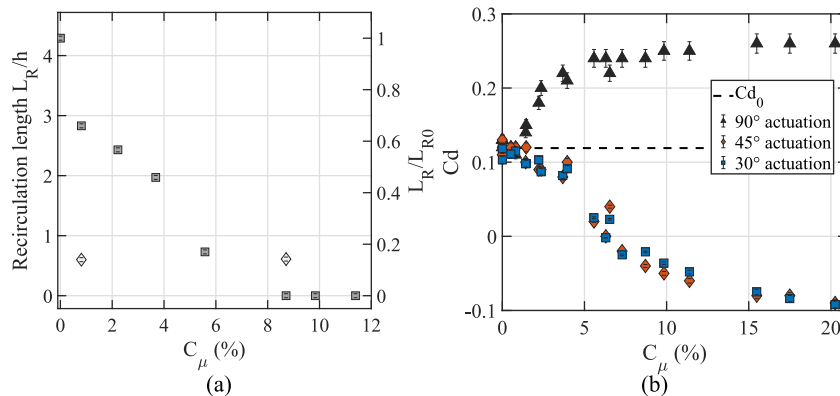 (a)
4
3
2
1
0
Recirculation length L_R/h
1
0.8
0.6
0.4
0.2
0
L_R/L_R0
0 2 4 6 8 10 12
C_μ (%)
(a)
(b)
0.3
0.2
0.1
0
-0.1
Cd
Cd_0
90° actuation
45° actuation
30° actuation
0 5 10 15 20
C_μ (%)
(b)